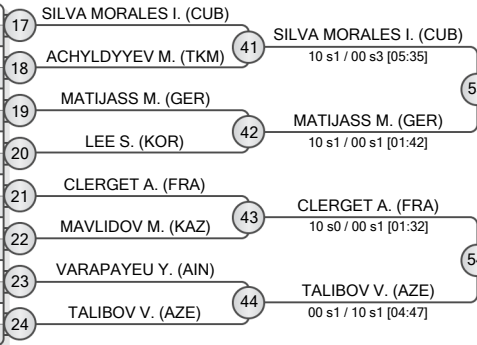 SILVA MORALES I. (CUB)
17
41
SILVA MORALES I. (CUB)
ACHYLDYYEV M. (TKM)
18
10 s1 / 00 s3 [05:35]
MATIJASS M. (GER)
19
42
MATIJASS M. (GER)
LEE S. (KOR)
20
10 s1 / 00 s1 [01:42]
CLERGET A. (FRA)
21
43
CLERGET A. (FRA)
MAVLIDOV M. (KAZ)
22
10 s0 / 00 s1 [01:32]
VARAPAYEU Y. (AIN)
23
44
TALIBOV V. (AZE)
TALIBOV V. (AZE)
24
00 s1 / 10 s1 [04:47]